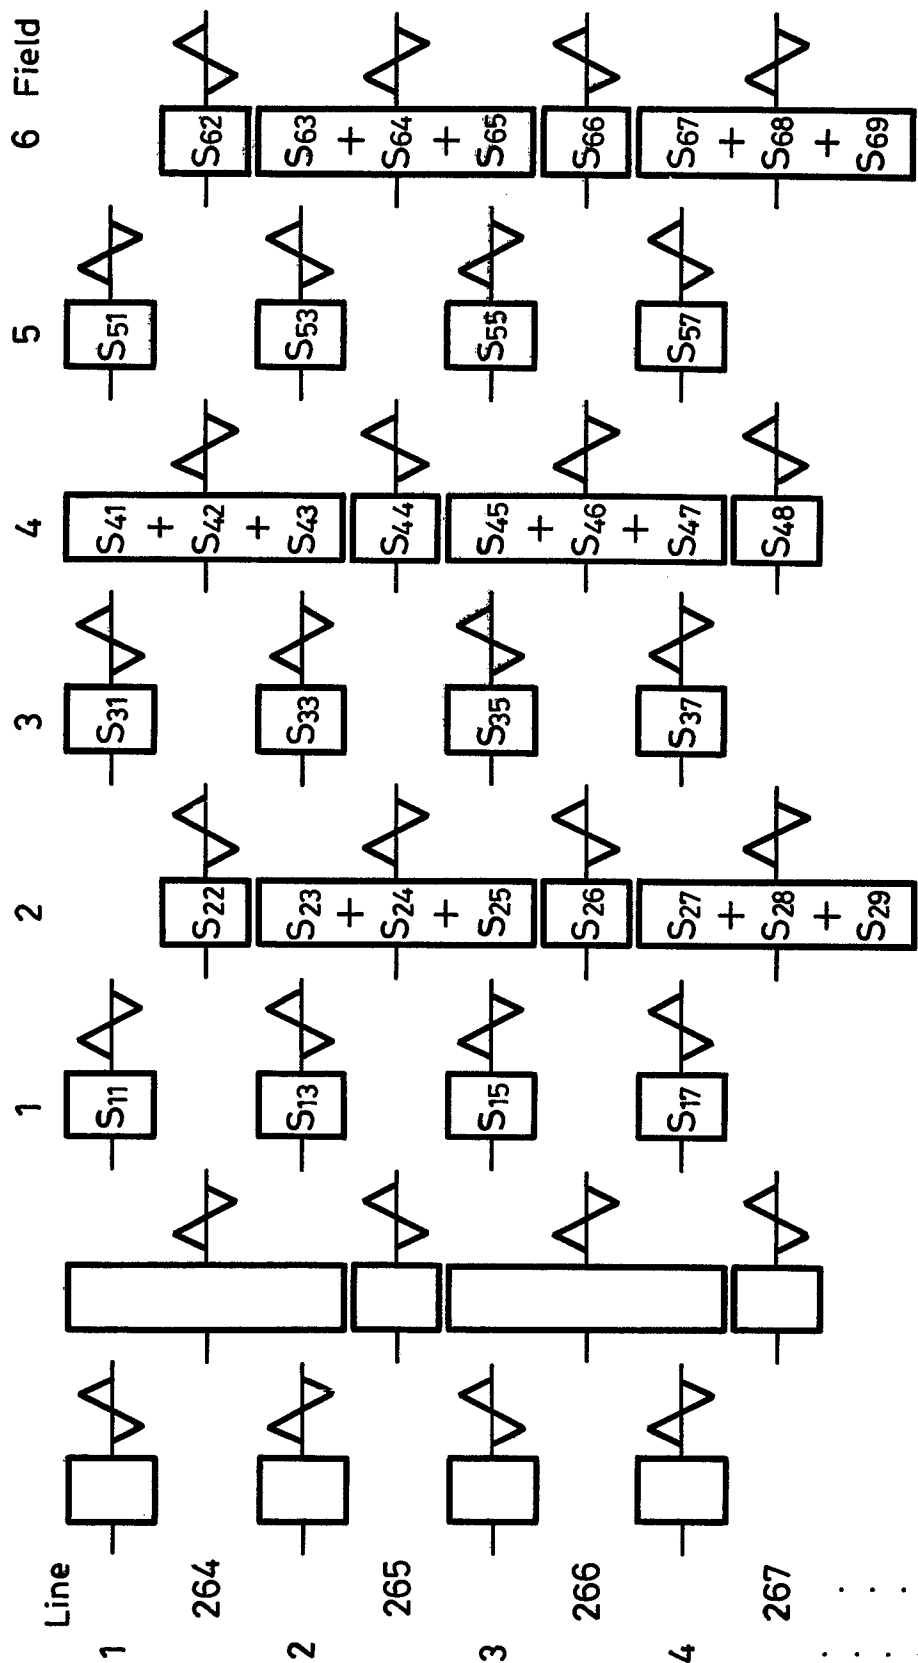 1 2 3 4 5 6 Field
Line
1 S11 S31 S41 S51
+
264 S22 S42 S62
+
2 S13 S23 S33 S43 S53 S63
+ +
265 S24 S44 S64
+ +
3 S15 S25 S35 S45 S55 S65
+
266 S26 S46 S66
+
4 S17 S27 S37 S47 S57 S67
+ +
267 S28 S48 S68
+ +
S29 S69